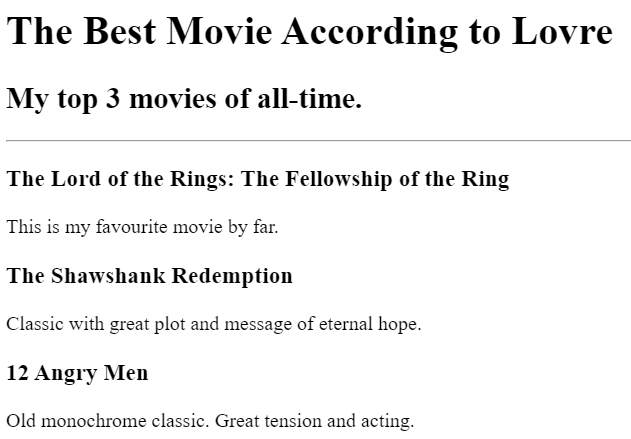 The Best Movie According to Lovre
My top 3 movies of all-time.
The Lord of the Rings: The Fellowship of the Ring
This is my favourite movie by far.
The Shawshank Redemption
Classic with great plot and message of eternal hope.
12 Angry Men
Old monochrome classic. Great tension and acting.